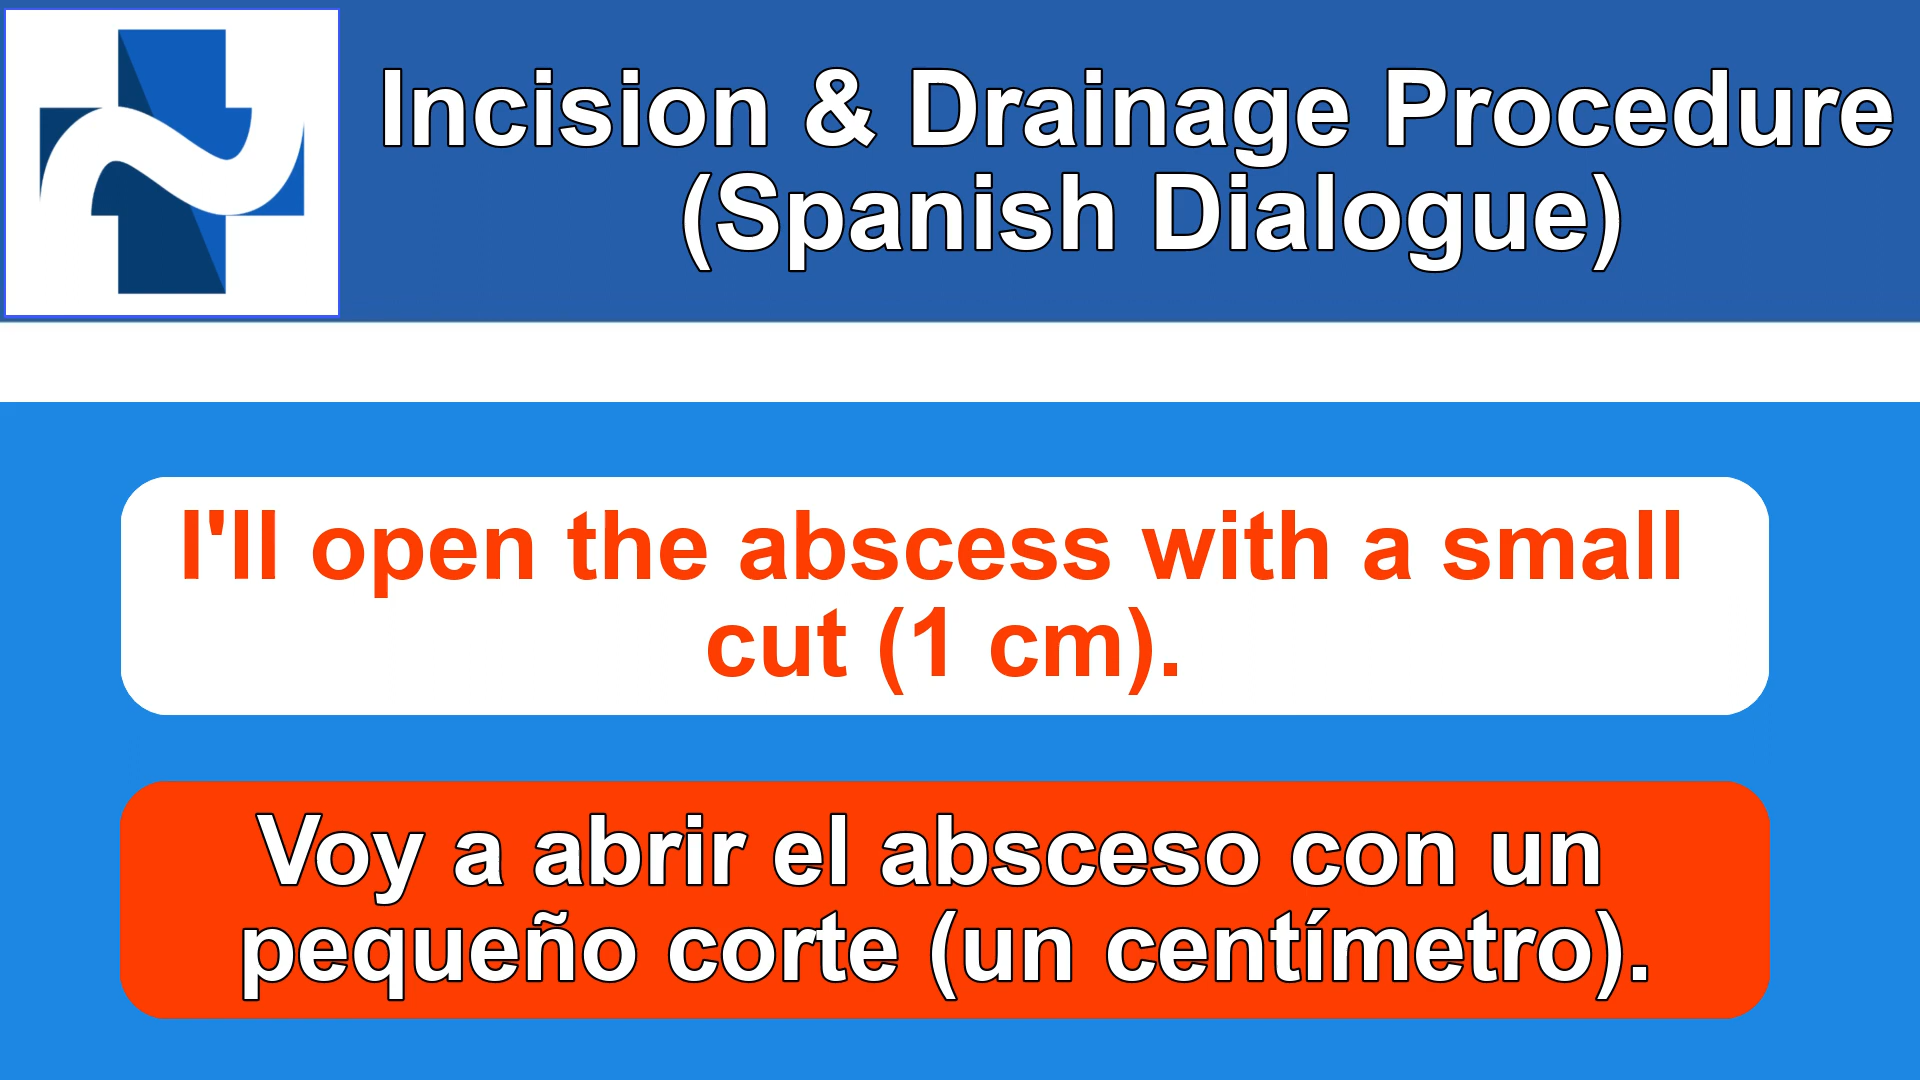 Incision & Drainage Procedure
(Spanish Dialogue)
I'll open the abscess with a small
cut (1 cm).
Voy a abrir el absceso con un
pequeño corte (un centímetro).